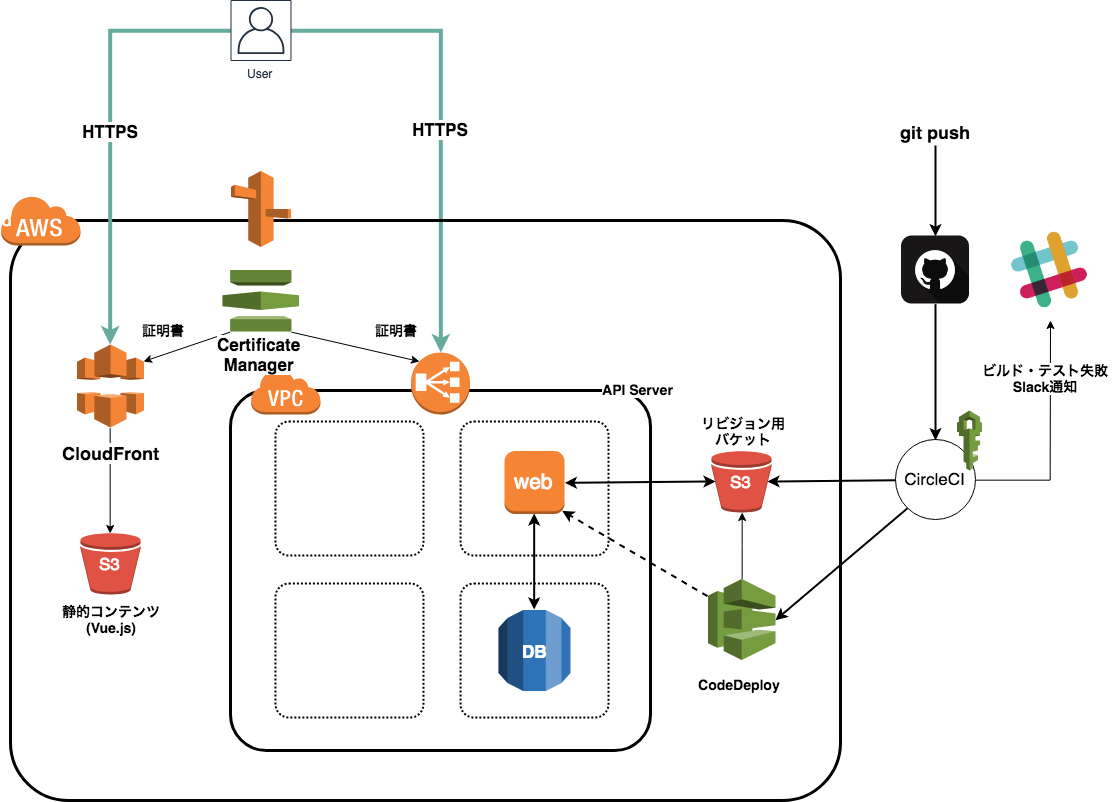 User
HTTPS
HTTPS
git push
AWS
証明書
証明書
Certificate
Manager
ビルド・テスト失敗
Slack通知
VPC
API Server
リビジョン用
バケット
CloudFront
web
S3
CircleCI
S3
静的コンテンツ
(Vue.js)
DB
CodeDeploy